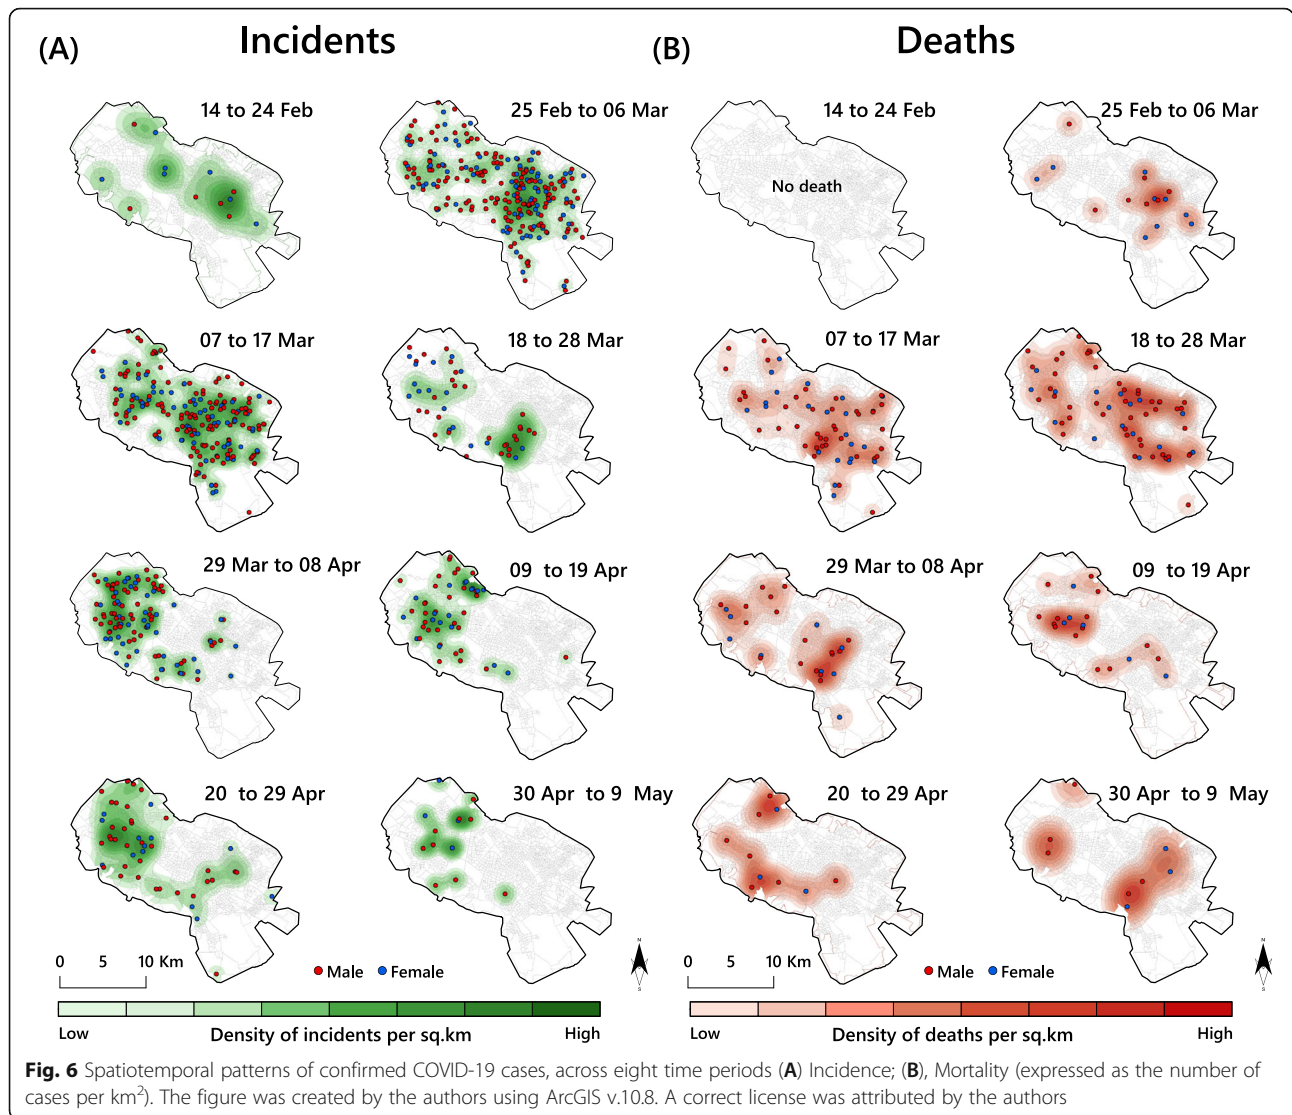 (A) Incidents (B) Deaths
14 to 24 Feb 25 Feb to 06 Mar 14 to 24 Feb 25 Feb to 06 Mar
No death
07 to 17 Mar 18 to 28 Mar 07 to 17 Mar 18 to 28 Mar
29 Mar to 08 Apr 09 to 19 Apr 29 Mar to 08 Apr 09 to 19 Apr
20 to 29 Apr 30 Apr to 9 May 20 to 29 Apr 30 Apr to 9 May
N N
0 5 10 Km 0 5 10 Km
Male Female Male Female
S S
Low Density of incidents per sq.km High Low Density of deaths per sq.km High
Fig. 6 Spatiotemporal patterns of confirmed COVID-19 cases, across eight time periods (A) Incidence; (B), Mortality (expressed as the number of
cases per km²). The figure was created by the authors using ArcGIS v.10.8. A correct license was attributed by the authors